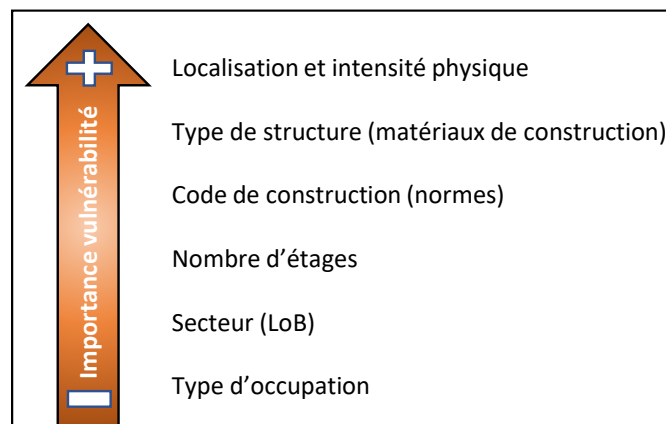 Localisation et intensité physique
Type de structure (matériaux de construction)
Code de construction (normes)
Nombre d’étages
Secteur (LoB)
Type d’occupation
Importance vulnérabilité